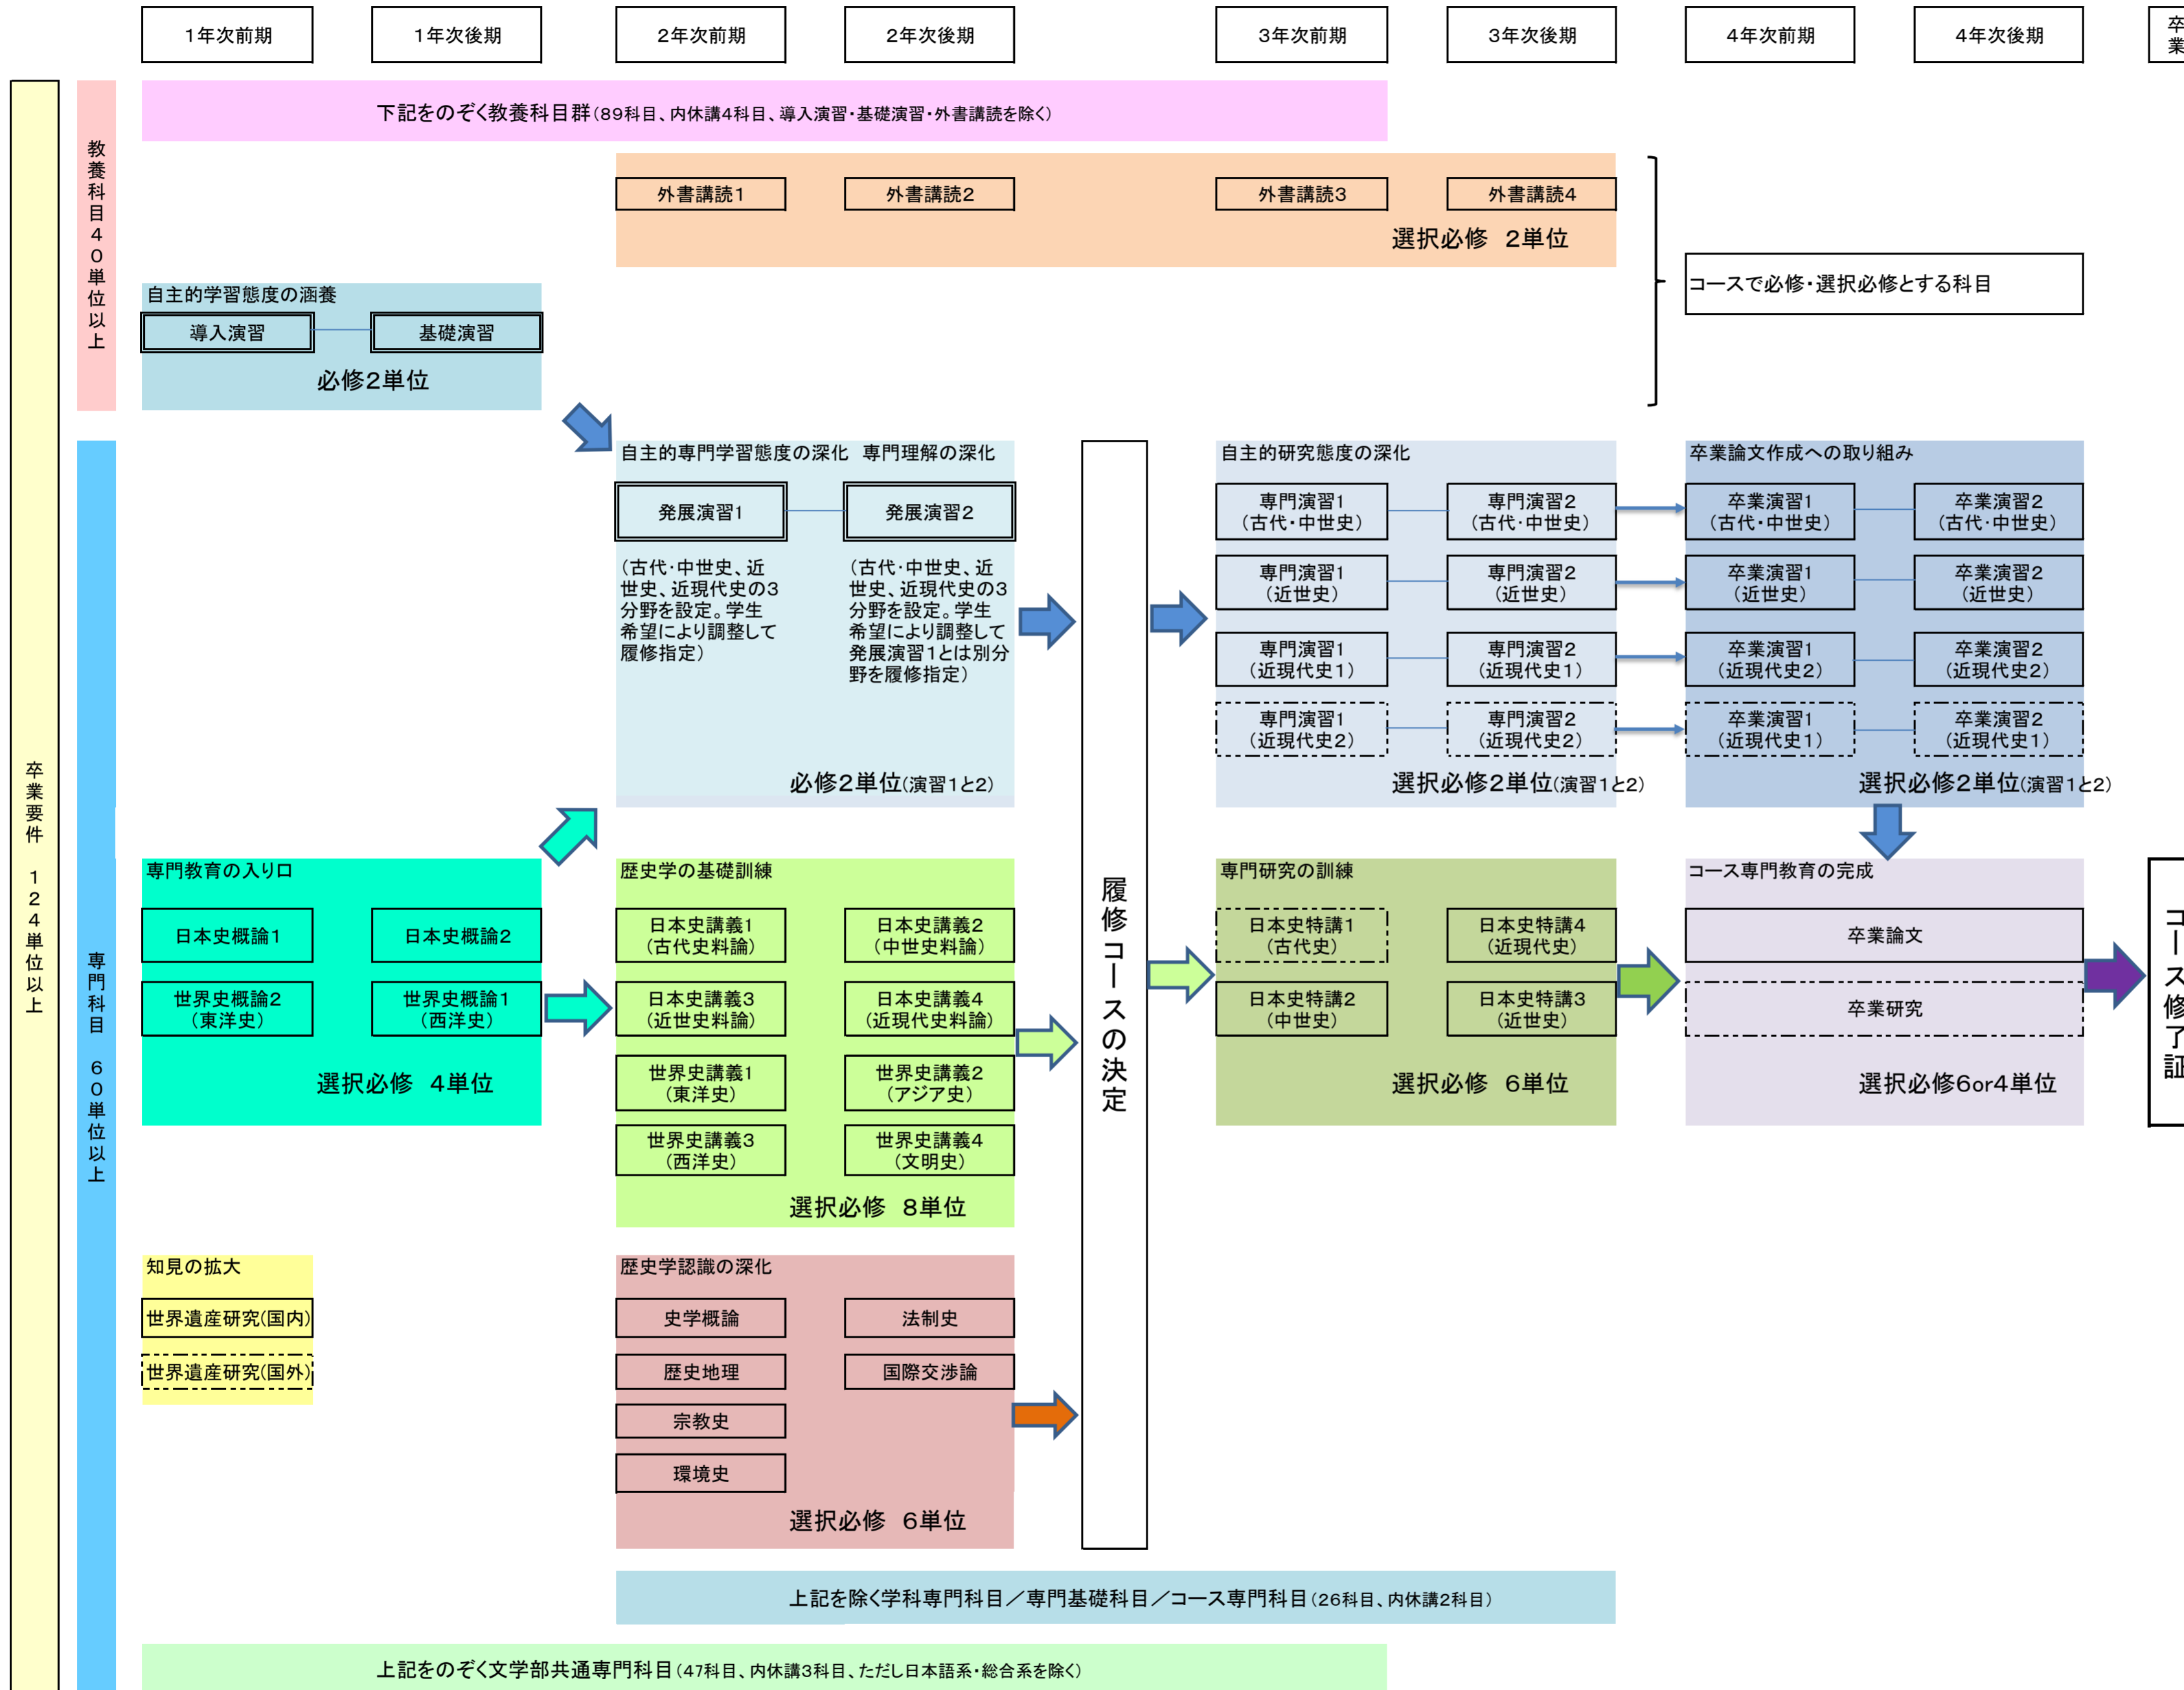 1年次前期
1年次後期
2年次前期
2年次後期
3年次前期
3年次後期
4年次前期
4年次後期
卒
業
卒業要件 124単位以上
教養科目40単位以上
下記をのぞく教養科目群(89科目、内休講4科目、導入演習・基礎演習・外書講読を除く)
外書講読1
外書講読2
外書講読3
外書講読4
選択必修 2単位
コースで必修・選択必修とする科目
自主的学習態度の涵養
導入演習
基礎演習
必修2単位
専門科目 60単位以上
自主的専門学習態度の深化 専門理解の深化
発展演習1
発展演習2
(古代・中世史、近
世史、近現代史の3
分野を設定。学生
希望により調整して
履修指定)
(古代・中世史、近
世史、近現代史の3
分野を設定。学生
希望により調整して
発展演習1とは別分
野を履修指定)
必修2単位(演習1と2)
履修コースの決定
自主的研究態度の深化
専門演習1
(古代・中世史)
専門演習2
(古代・中世史)
専門演習1
(近世史)
専門演習2
(近世史)
専門演習1
(近現代史1)
専門演習2
(近現代史1)
専門演習1
(近現代史2)
専門演習2
(近現代史2)
選択必修2単位(演習1と2)
卒業論文作成への取り組み
卒業演習1
(古代・中世史)
卒業演習2
(古代・中世史)
卒業演習1
(近世史)
卒業演習2
(近世史)
卒業演習1
(近現代史2)
卒業演習2
(近現代史2)
卒業演習1
(近現代史1)
卒業演習2
(近現代史1)
選択必修2単位(演習1と2)
専門教育の入り口
日本史概論1
日本史概論2
世界史概論2
(東洋史)
世界史概論1
(西洋史)
選択必修 4単位
歴史学の基礎訓練
日本史講義1
(古代史料論)
日本史講義2
(中世史料論)
日本史講義3
(近世史料論)
日本史講義4
(近現代史料論)
世界史講義1
(東洋史)
世界史講義2
(アジア史)
世界史講義3
(西洋史)
世界史講義4
(文明史)
選択必修 8単位
専門研究の訓練
日本史特講1
(古代史)
日本史特講4
(近現代史)
日本史特講2
(中世史)
日本史特講3
(近世史)
選択必修 6単位
コース専門教育の完成
卒業論文
卒業研究
選択必修6or4単位
コース修了証
知見の拡大
世界遺産研究(国内)
世界遺産研究(国外)
歴史学認識の深化
史学概論
法制史
歴史地理
国際交渉論
宗教史
環境史
選択必修 6単位
上記を除く学科専門科目/専門基礎科目/コース専門科目(26科目、内休講2科目)
上記をのぞく文学部共通専門科目(47科目、内休講3科目、ただし日本語系・総合系を除く)